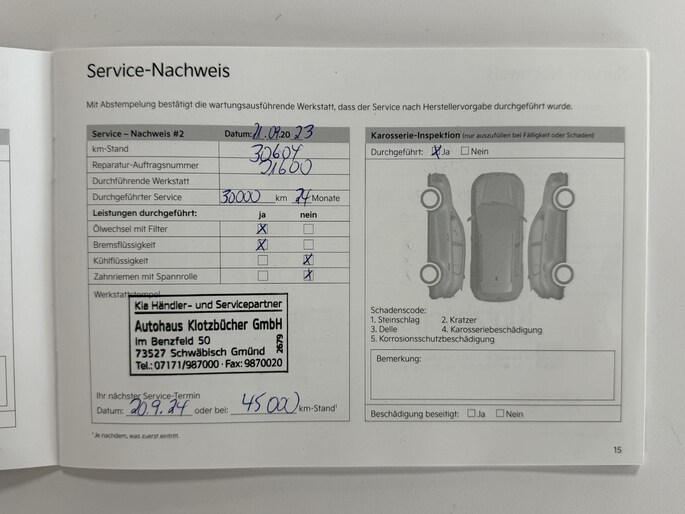 Service-Nachweis
Mit Abstempelung bestätigt die wartungsausführende Werkstatt, dass der Service nach Herstellervorgabe durchgeführt wurde.
Service – Nachweis #2 Datum: 21.09.2023
km-Stand 30604
Reparatur-Auftragsnummer 91600
Durchführende Werkstatt
Durchgeführter Service 30000 km 24 Monate
Leistungen durchgeführt: ja nein
Ölwechsel mit Filter X
Bremsflüssigkeit X
Kühlflüssigkeit X
Zahnriemen mit Spannrolle X
Werkstattstempel
Kia Händler- und Servicepartner
Autohaus Klotzbücher GmbH
Im Benzfeld 50
73527 Schwäbisch Gmünd
Tel.: 07171/987000 · Fax: 9870020
2679
Ihr nächster Service-Termin
Datum: 20.9.24 oder bei: 45000 km-Stand¹
¹Je nachdem, was zuerst eintritt.
Karosserie-Inspektion (nur auszufüllen bei Fälligkeit oder Schaden)
Durchgeführt: X Ja Nein
Schadenscode:
1. Steinschlag 2. Kratzer
3. Delle 4. Karosseriebeschädigung
5. Korrosionsschutzbeschädigung
Bemerkung:
Beschädigung beseitigt: Ja Nein
15